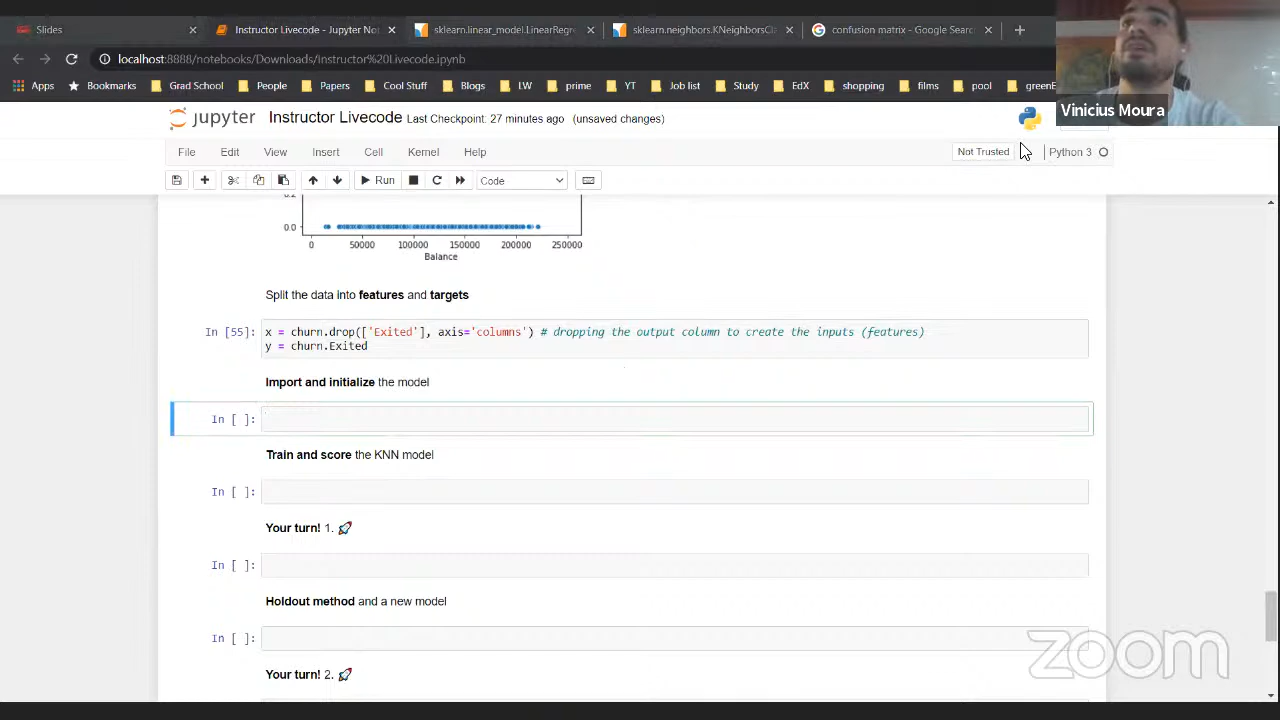 Slides
Instructor Livecode - Jupyter Not
sklearn.linear_model.LinearRegre
sklearn.neighbors.KNeighborsCla
confusion matrix - Google Search
localhost:8888/notebooks/Downloads/Instructor%20Livecode.ipynb
Apps
Bookmarks
Grad School
People
Papers
Cool Stuff
Blogs
LW
prime
YT
Job list
Study
EdX
shopping
films
pool
greenE
Vinicius Moura
jupyter Instructor Livecode Last Checkpoint: 27 minutes ago (unsaved changes)
File Edit View Insert Cell Kernel Help
Not Trusted
Python 3
Run
Code
0.2
0.0
0 50000 100000 150000 200000 250000
Balance
Split the data into features and targets
In [55]: x = churn.drop(['Exited'], axis='columns') # dropping the output column to create the inputs (features)
y = churn.Exited
Import and initialize the model
In [ ]:
Train and score the KNN model
In [ ]:
Your turn! 1. 🚀
In [ ]:
Holdout method and a new model
In [ ]:
zoom
Your turn! 2. 🚀